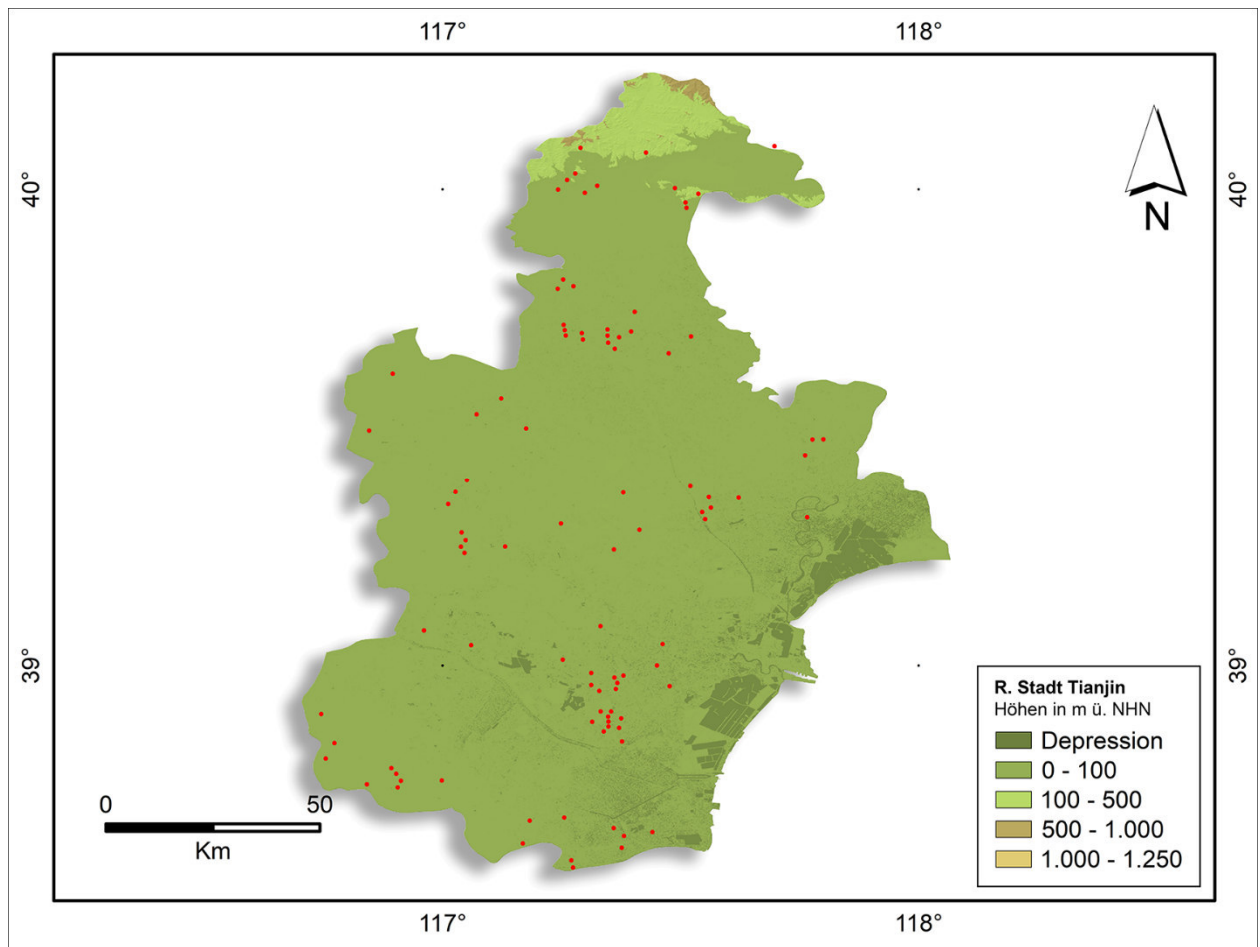 117° 118°
40° 40°
N
39° 39°
R. Stadt Tianjin
Höhen in m ü. NHN
Depression
0 - 100
100 - 500
500 - 1.000
1.000 - 1.250
0 50
Km
117° 118°